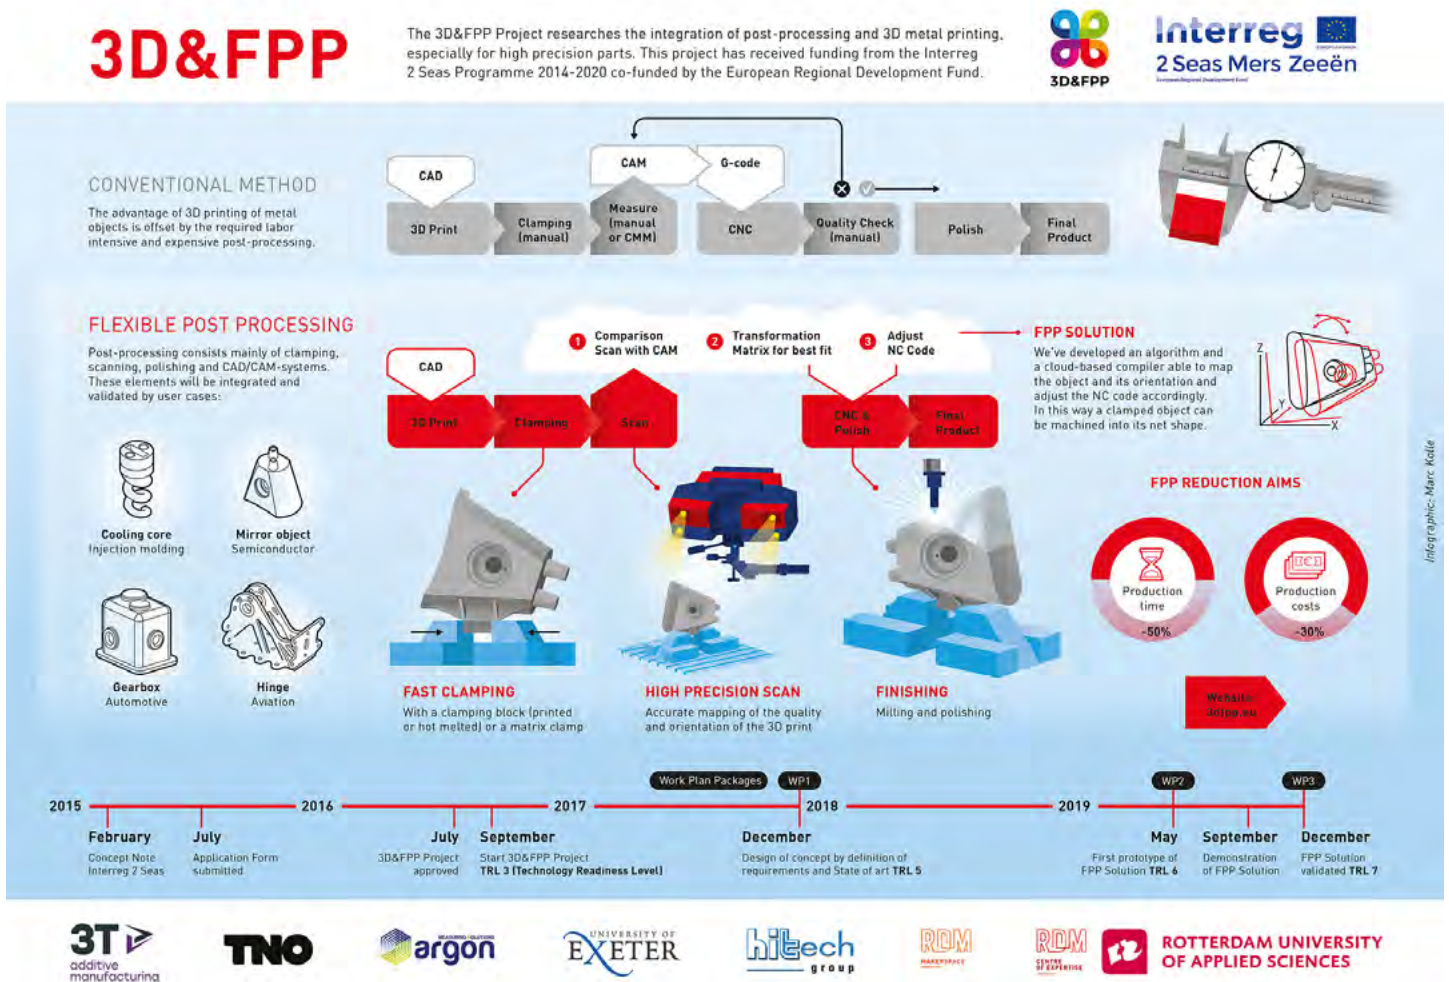 3D&FPP
The 3D&FPP Project researches the integration of post-processing and 3D metal printing,
especially for high precision parts. This project has received funding from the Interreg
2 Seas Programme 2014-2020 co-funded by the European Regional Development Fund.
3D&FPP
Interreg
2 Seas Mers Zeeën
European Regional Development Fund
CONVENTIONAL METHOD
The advantage of 3D printing of metal
objects is offset by the required labor
intensive and expensive post-processing.
CAD
CAM
G-code
3D Print
Clamping
(manual)
Measure
(manual
or CMM)
CNC
Quality Check
(manual)
Polish
Final
Product
FLEXIBLE POST PROCESSING
Post-processing consists mainly of clamping,
scanning, polishing and CAD/CAM-systems.
These elements will be integrated and
validated by user cases:
Cooling core
Injection molding
Mirror object
Semiconductor
Gearbox
Automotive
Hinge
Aviation
1 Comparison
Scan with CAM
2 Transformation
Matrix for best fit
3 Adjust
NC Code
CAD
3D Print
Clamping
Scan
CNC &
Polish
Final
Product
FPP SOLUTION
We've developed an algorithm and
a cloud-based compiler able to map
the object and its orientation and
adjust the NC code accordingly.
In this way a clamped object can
be machined into its net shape.
Z
Y
X
FAST CLAMPING
With a clamping block (printed
or hot melted) or a matrix clamp
HIGH PRECISION SCAN
Accurate mapping of the quality
and orientation of the 3D print
FINISHING
Milling and polishing
FPP REDUCTION AIMS
Production
time
-50%
Production
costs
-30%
Website:
3dfpp.eu
Infographic: Marc Kolle
Work Plan Packages
WP1
WP2
WP3
2015
2016
2017
2018
2019
February
Concept Note
Interreg 2 Seas
July
Application Form
submitted
July
3D&FPP Project
approved
September
Start 3D&FPP Project
TRL 3 (Technology Readiness Level)
December
Design of concept by definition of
requirements and State of art TRL 5
May
First prototype of
FPP Solution TRL 6
September
Demonstration
of FPP Solution
December
FPP Solution
validated TRL 7
3T
additive
manufacturing
TNO
MEASURING SOLUTIONS
argon
UNIVERSITY OF
EXETER
hittech
group
RDM
MAKERSPACE
RDM
CENTRE
OF EXPERTISE
ROTTERDAM UNIVERSITY
OF APPLIED SCIENCES